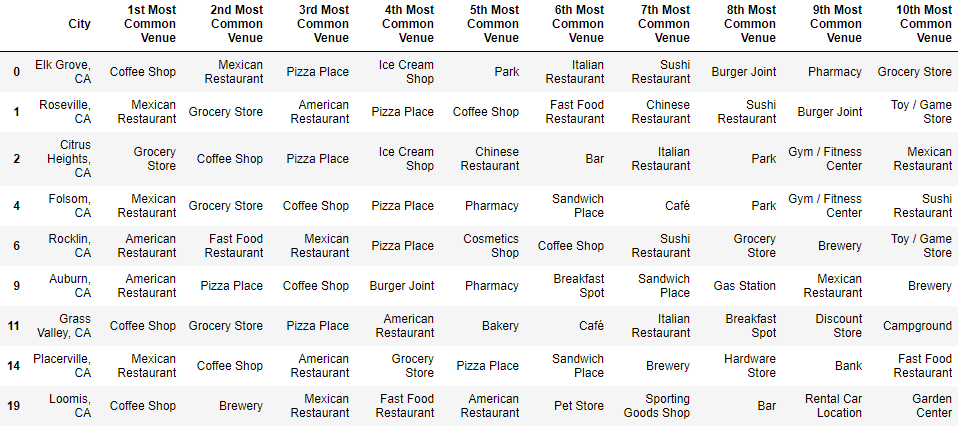 City 1st Most Common Venue 2nd Most Common Venue 3rd Most Common Venue 4th Most Common Venue 5th Most Common Venue 6th Most Common Venue 7th Most Common Venue 8th Most Common Venue 9th Most Common Venue 10th Most Common Venue
0 Elk Grove, CA Coffee Shop Mexican Restaurant Pizza Place Ice Cream Shop Park Italian Restaurant Sushi Restaurant Burger Joint Pharmacy Grocery Store
1 Roseville, CA Mexican Restaurant Grocery Store American Restaurant Pizza Place Coffee Shop Fast Food Restaurant Chinese Restaurant Sushi Restaurant Burger Joint Toy / Game Store
2 Citrus Heights, CA Grocery Store Coffee Shop Pizza Place Ice Cream Shop Chinese Restaurant Bar Italian Restaurant Park Gym / Fitness Center Mexican Restaurant
4 Folsom, CA Mexican Restaurant Grocery Store Coffee Shop Pizza Place Pharmacy Sandwich Place Café Park Gym / Fitness Center Sushi Restaurant
6 Rocklin, CA American Restaurant Fast Food Restaurant Mexican Restaurant Pizza Place Cosmetics Shop Coffee Shop Sushi Restaurant Grocery Store Brewery Toy / Game Store
9 Auburn, CA American Restaurant Pizza Place Coffee Shop Burger Joint Pharmacy Breakfast Spot Sandwich Place Gas Station Mexican Restaurant Brewery
11 Grass Valley, CA Coffee Shop Grocery Store Pizza Place American Restaurant Bakery Café Italian Restaurant Breakfast Spot Discount Store Campground
14 Placerville, CA Mexican Restaurant Coffee Shop American Restaurant Grocery Store Pizza Place Sandwich Place Brewery Hardware Store Bank Fast Food Restaurant
19 Loomis, CA Coffee Shop Brewery Mexican Restaurant Fast Food Restaurant American Restaurant Pet Store Sporting Goods Shop Bar Rental Car Location Garden Center